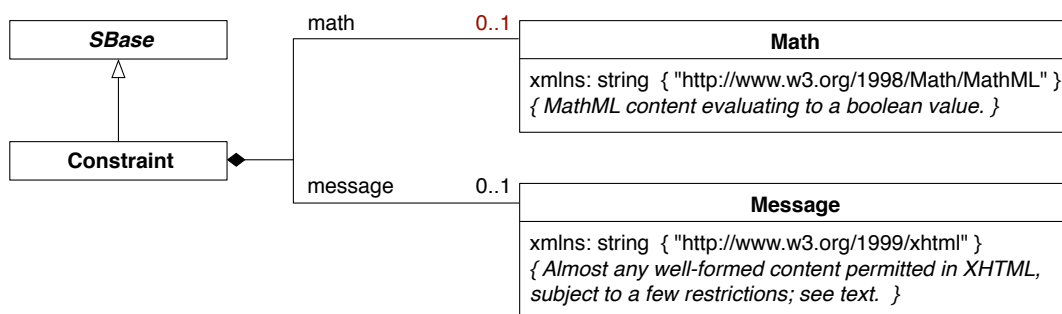 SBase
Constraint
math 0..1
Math
xmlns: string { "http://www.w3.org/1998/Math/MathML" }
{ MathML content evaluating to a boolean value. }
message 0..1
Message
xmlns: string { "http://www.w3.org/1999/xhtml" }
{ Almost any well-formed content permitted in XHTML,
subject to a few restrictions; see text. }